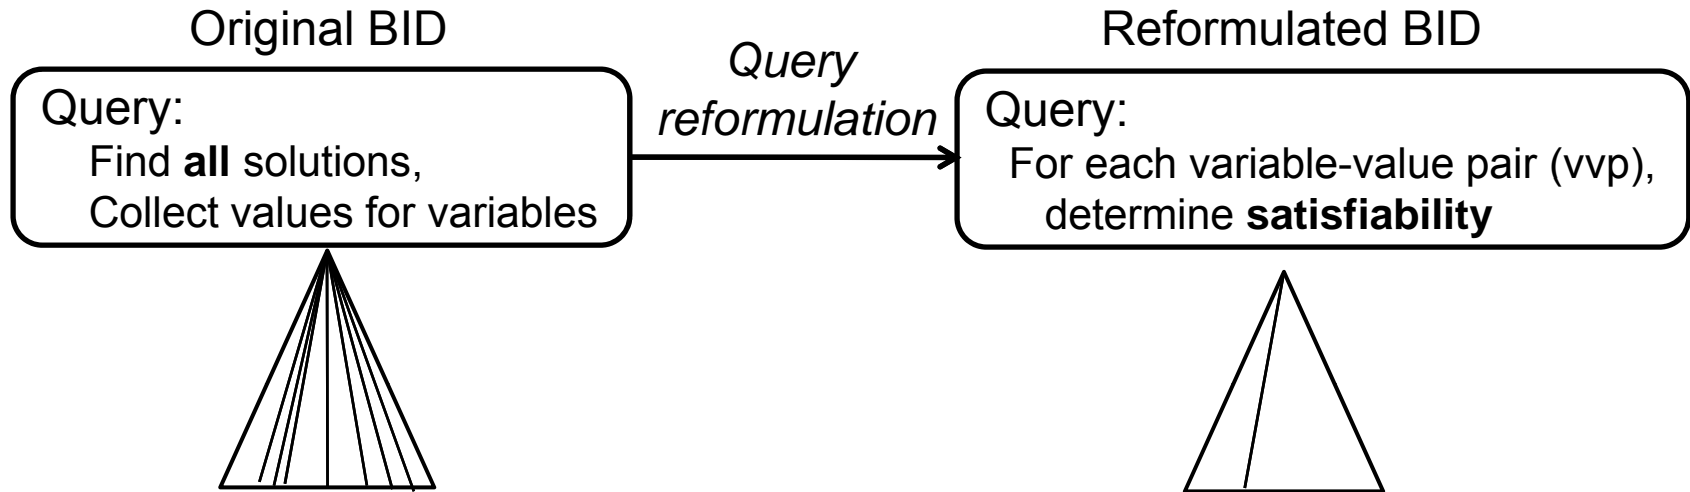 Original BID
Query:
Find all solutions,
Collect values for variables
Query
reformulation
Reformulated BID
Query:
For each variable-value pair (vvp),
determine satisfiability